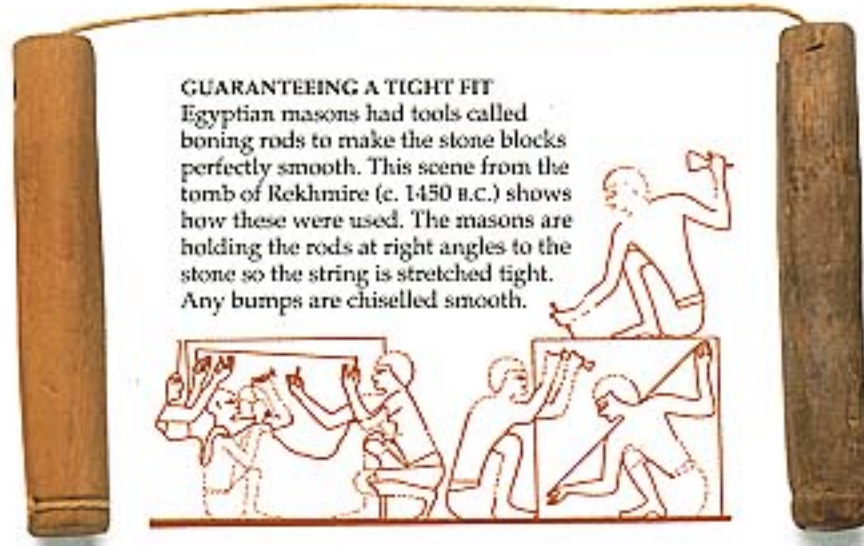 GUARANTEEING A TIGHT FIT
Egyptian masons had tools called
boning rods to make the stone blocks
perfectly smooth. This scene from the
tomb of Rekhmire (c. 1450 B.C.) shows
how these were used. The masons are
holding the rods at right angles to the
stone so the string is stretched tight.
Any bumps are chiselled smooth.